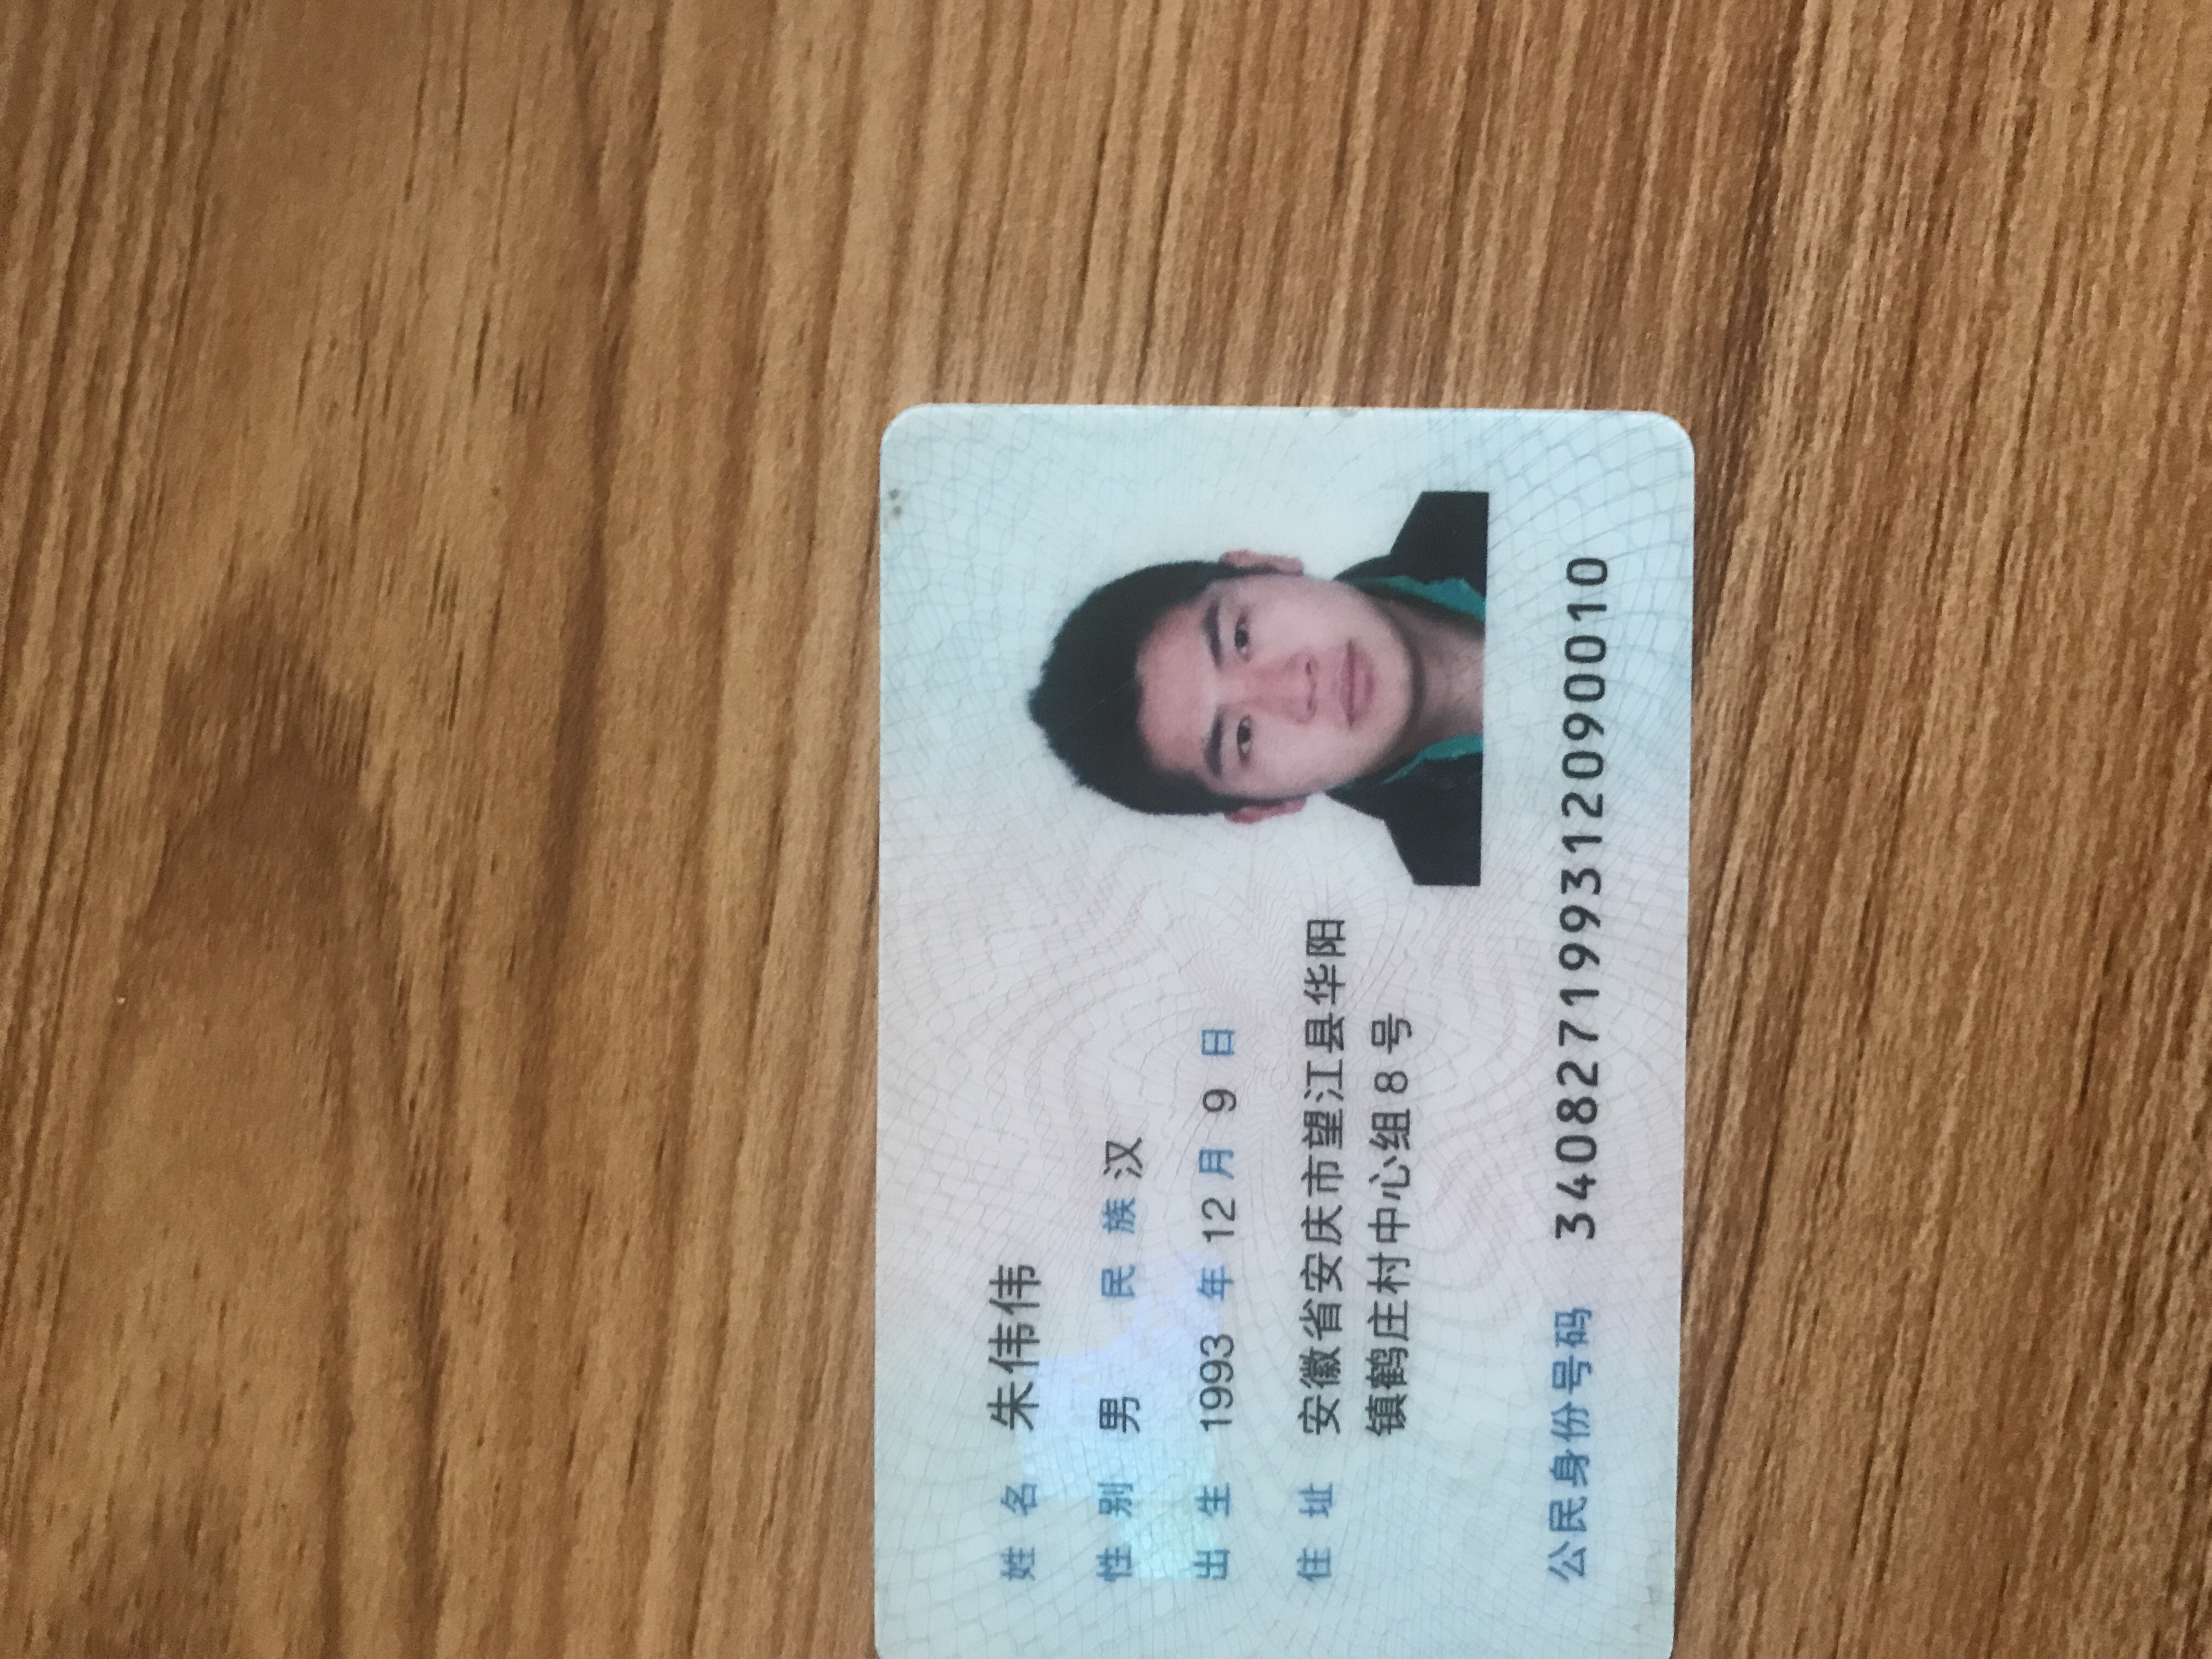 姓名 朱伟伟
性别 男 民族 汉
出生 1993 年 12 月 9 日
住址 安徽省安庆市望江县华阳
镇鹤庄村中心组8号
公民身份号码 340827199312090010